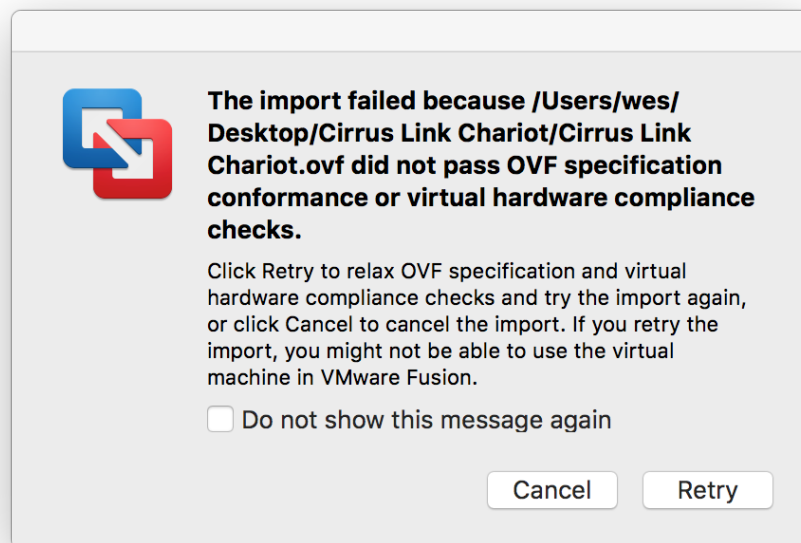 The import failed because /Users/wes/
Desktop/Cirrus Link Chariot/Cirrus Link
Chariot.ovf did not pass OVF specification
conformance or virtual hardware compliance
checks.
Click Retry to relax OVF specification and virtual
hardware compliance checks and try the import again,
or click Cancel to cancel the import. If you retry the
import, you might not be able to use the virtual
machine in VMware Fusion.
Do not show this message again
Cancel
Retry